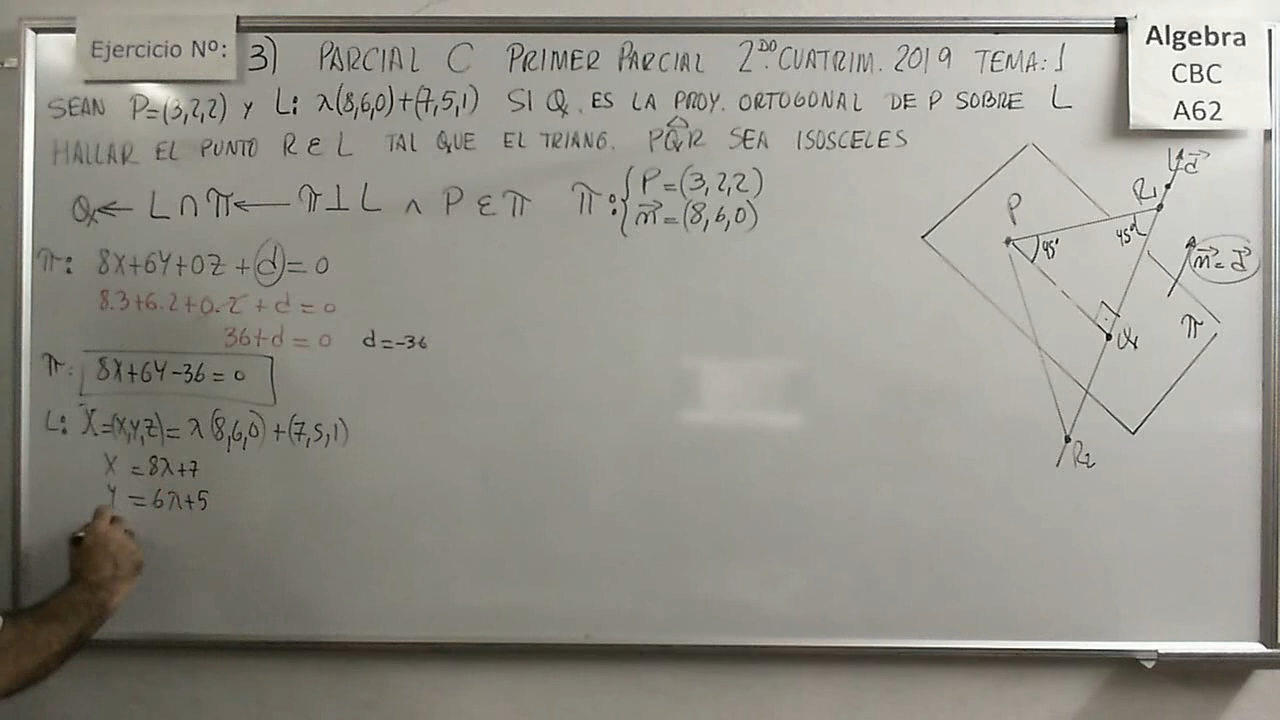 Ejercicio Nº:
3) PARCIAL C PRIMER PARCIAL 2DO. CUATRIM. 2019 TEMA: 1
Algebra
CBC
A62
SEAN P=(3,2,2) Y L: λ(8,6,0)+(7,5,1) SI Q ES LA PROY. ORTOGONAL DE P SOBRE L
HALLAR EL PUNTO R ∈ L TAL QUE EL TRIANG. PQ̂R SEA ISOSCELES
Q ← L ∩ π ← π ⊥ L ∧ P ∈ π π: { P=(3,2,2)
n⃗=(8,6,0)
π: 8X+6Y+0Z+d=0
8.3+6.2+0.2+d=0
36+d=0 d=-36
π: 8X+6Y-36=0
L: X=(X,Y,Z)=λ(8,6,0)+(7,5,1)
X=8λ+7
Y=6λ+5
d⃗
R1
P
45°
45°
n⃗=d⃗
π
Q
R2